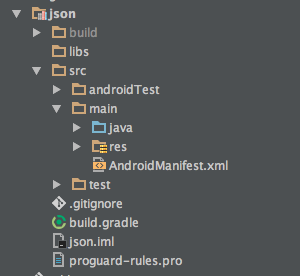 json
build
libs
src
androidTest
main
java
res
AndroidManifest.xml
test
.gitignore
build.gradle
json.iml
proguard-rules.pro